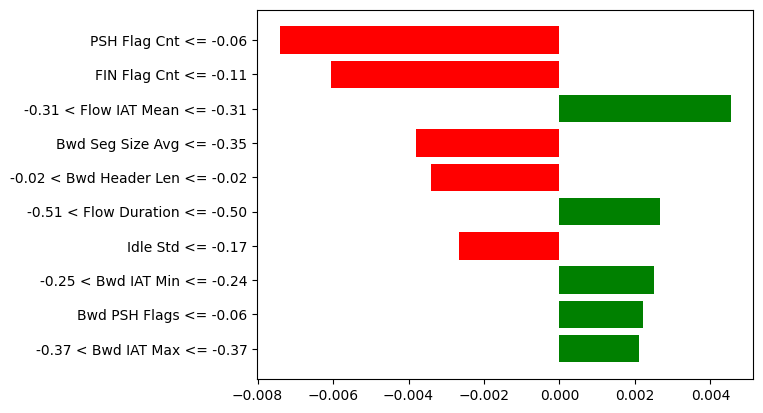 PSH Flag Cnt <= -0.06
FIN Flag Cnt <= -0.11
-0.31 < Flow IAT Mean <= -0.31
Bwd Seg Size Avg <= -0.35
-0.02 < Bwd Header Len <= -0.02
-0.51 < Flow Duration <= -0.50
Idle Std <= -0.17
-0.25 < Bwd IAT Min <= -0.24
Bwd PSH Flags <= -0.06
-0.37 < Bwd IAT Max <= -0.37
−0.008 −0.006 −0.004 −0.002 0.000 0.002 0.004